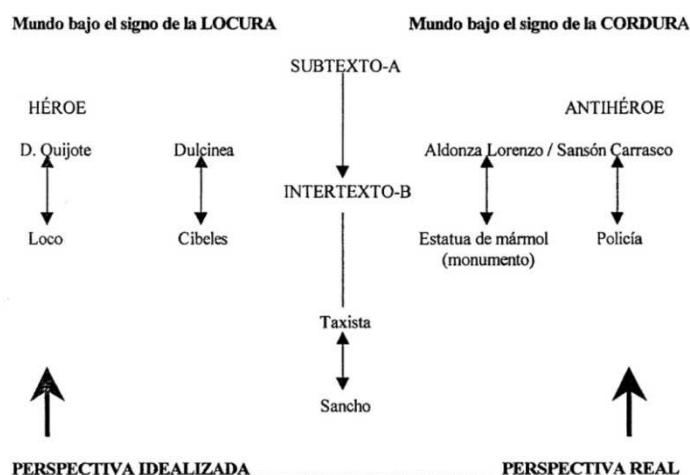 Mundo bajo el signo de la LOCURA
Mundo bajo el signo de la CORDURA
SUBTEXTO-A
HÉROE
ANTIHÉROE
D. Quijote
Dulcinea
Aldonza Lorenzo / Sansón Carrasco
INTERTEXTO-B
Loco
Cibeles
Estatua de mármol
(monumento)
Policía
Taxista
Sancho
PERSPECTIVA IDEALIZADA
PERSPECTIVA REAL